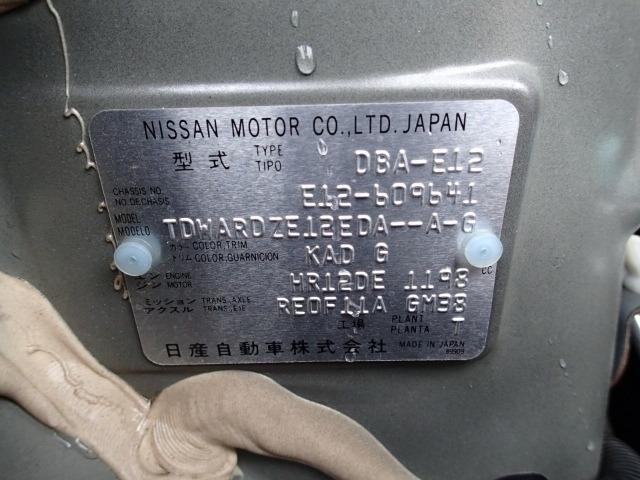 NISSAN MOTOR CO.,LTD. JAPAN
型式 TYPE TIPO DBA-E12
CHASSIS NO. NO. DECHASIS E12-609641
MODEL MODELO TDWARDZE12EDA--A-G
カラー COLOR, TRIM トリム COLOR, GUARNICION KAD G
エンジン ENGINE MOTOR HR12DE 1198 CC
ミッション アクスル TRANS, AXLE TRANS, EJE REOF11A GM38
工場 PLANT PLANTA T
日産自動車株式会社 MADE IN JAPAN
89909